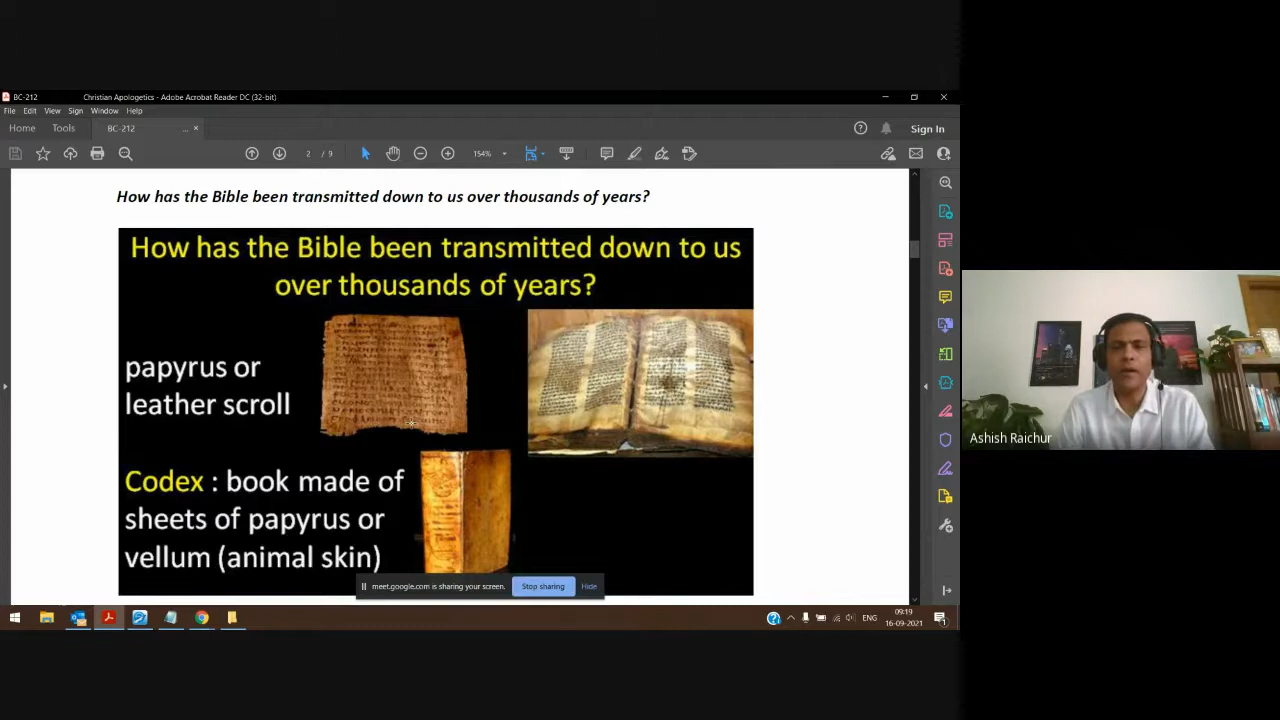 BC-212
Christian Apologetics - Adobe Acrobat Reader DC (32-bit)
File Edit View Sign Window Help
Home Tools BC-212 ... × Sign In
2 / 9 154%
How has the Bible been transmitted down to us over thousands of years?
How has the Bible been transmitted down to us
over thousands of years?
papyrus or
leather scroll
Codex : book made of
sheets of papyrus or
vellum (animal skin)
meet.google.com is sharing your screen. Stop sharing Hide
Ashish Raichur
ENG
09:19
16-09-2021